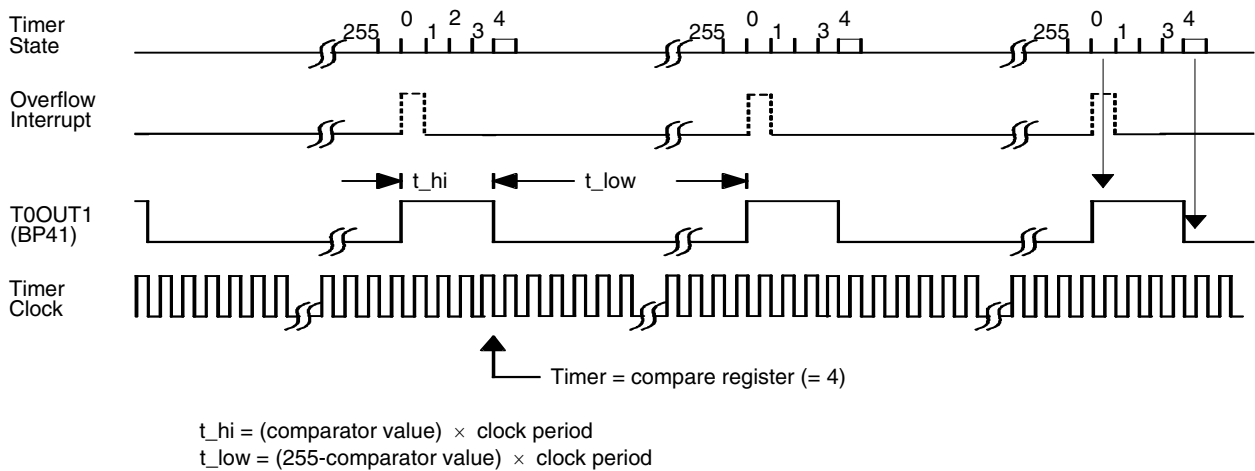 Timer
State
255 0 1 2 3 4
255 0 1 3 4
255 0 1 3 4
Overflow
Interrupt
t_hi
t_low
T0OUT1
(BP41)
Timer
Clock
Timer = compare register (= 4)
t_hi = (comparator value) × clock period
t_low = (255-comparator value) × clock period